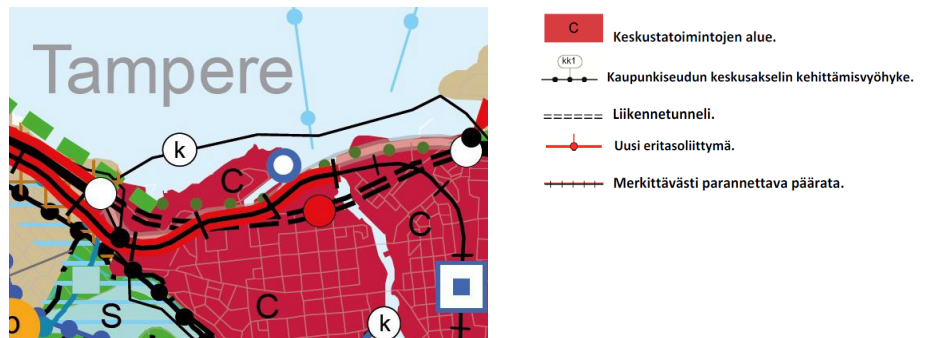 Tampere
k
C
C
C
S
k
C
Keskustatoimintojen alue.
kk1
Kaupunkiseudun keskusakselin kehittämisvyöhyke.
Liikennetunneli.
Uusi eritasoliittymä.
Merkittävästi parannettava päärata.